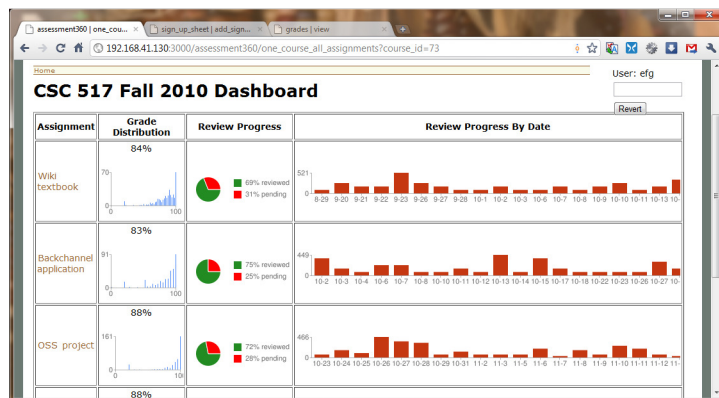 assessment360 | one_cou...
sign_up_sheet | add_sign...
grades | view
192.168.41.130:3000/assessment360/one_course_all_assignments?course_id=73
Home
User: efg
CSC 517 Fall 2010 Dashboard
Revert
Assignment Grade Distribution Review Progress Review Progress By Date
84%
Wiki textbook
70
0
0 100
69% reviewed
31% pending
521
0
8-29 9-20 9-21 9-22 9-23 9-26 9-27 9-28 10-1 10-2 10-3 10-6 10-7 10-8 10-9 10-10 10-11 10-13 10-
83%
Backchannel application
91
0
0 100
75% reviewed
25% pending
449
0
10-2 10-3 10-4 10-6 10-7 10-8 10-10 10-11 10-12 10-13 10-14 10-15 10-17 10-18 10-22 10-23 10-26 10-27 10-
88%
OSS project
161
0
0 10
72% reviewed
28% pending
466
0
10-23 10-24 10-25 10-26 10-27 10-28 10-29 10-31 11-2 11-3 11-5 11-6 11-7 11-8 11-9 11-10 11-11 11-12 11-
88%